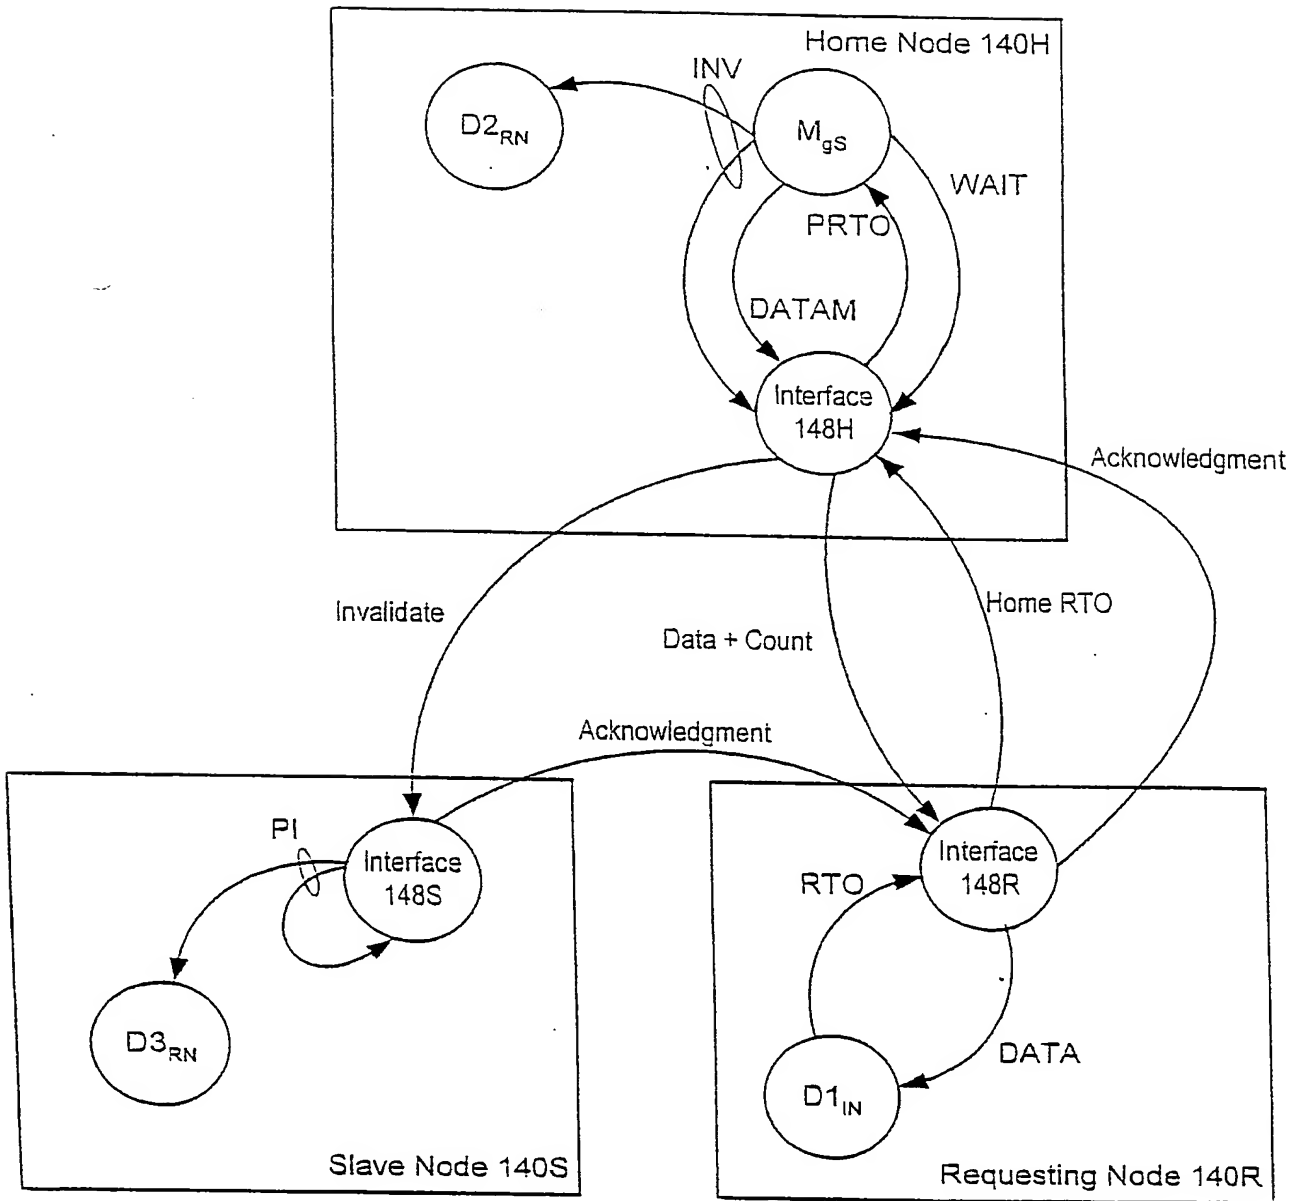 Home Node 140H
INV
D2RN
MgS
WAIT
PRTO
DATAM
Interface
148H
Acknowledgment
Invalidate
Home RTO
Data + Count
Acknowledgment
PI
Interface
148S
Interface
148R
RTO
D3RN
DATA
D1IN
Slave Node 140S
Requesting Node 140R